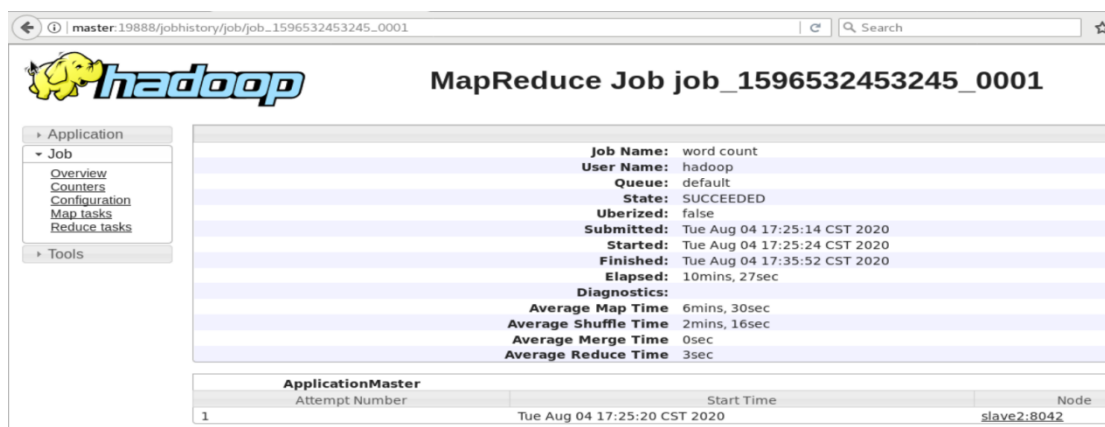 master:19888/jobhistory/job/job_1596532453245_0001
Search
hadoop
MapReduce Job job_1596532453245_0001
Application
Job
Overview
Counters
Configuration
Map tasks
Reduce tasks
Tools
Job Name: word count
User Name: hadoop
Queue: default
State: SUCCEEDED
Uberized: false
Submitted: Tue Aug 04 17:25:14 CST 2020
Started: Tue Aug 04 17:25:24 CST 2020
Finished: Tue Aug 04 17:35:52 CST 2020
Elapsed: 10mins, 27sec
Diagnostics:
Average Map Time 6mins, 30sec
Average Shuffle Time 2mins, 16sec
Average Merge Time 0sec
Average Reduce Time 3sec
ApplicationMaster
Attempt Number Start Time Node
1 Tue Aug 04 17:25:20 CST 2020 slave2:8042